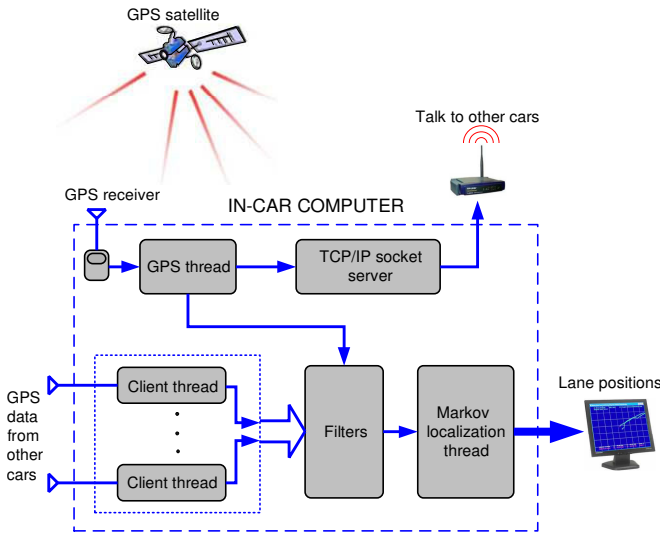 GPS satellite
Talk to other cars
GPS receiver
IN-CAR COMPUTER
GPS thread
TCP/IP socket
server
GPS
data
from
other
cars
Client thread
Client thread
Filters
Markov
localization
thread
Lane positions